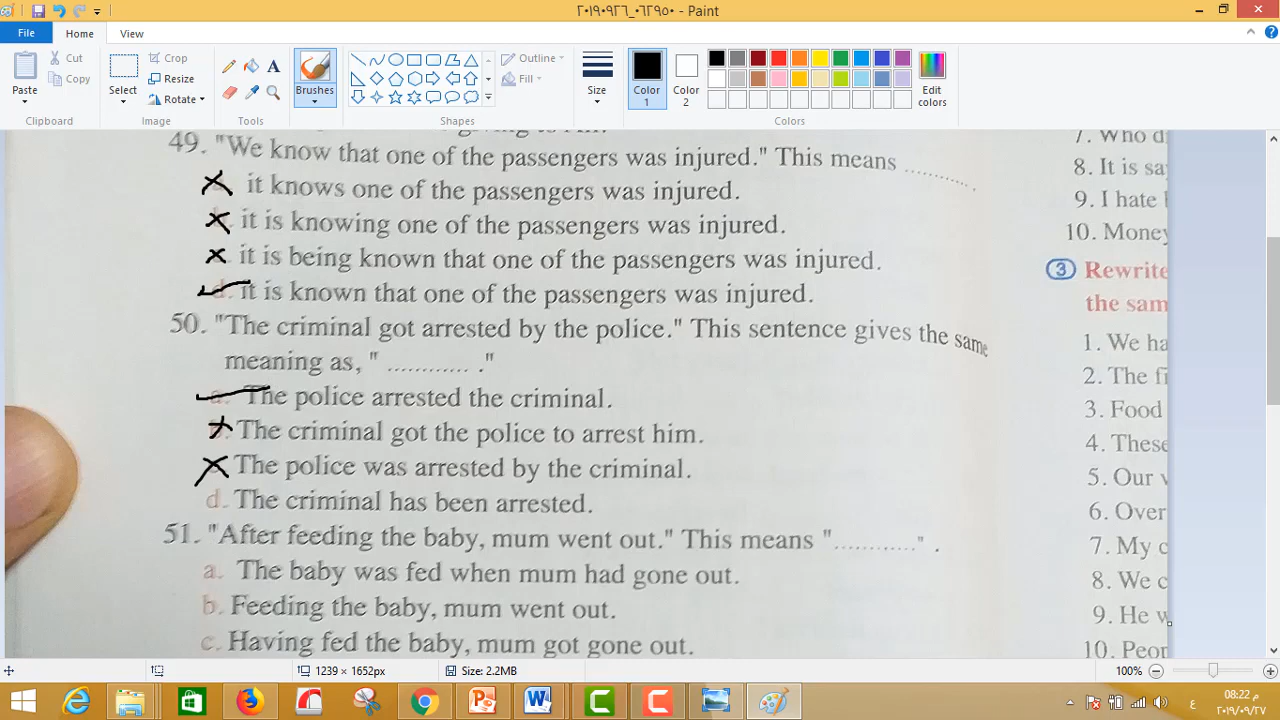 ٢٠١٩٠٩٢٦_٠٦٢٩٥٠ - Paint
File
Home
View
Paste
Cut
Copy
Clipboard
Select
Crop
Resize
Rotate
Image
Tools
Brushes
Shapes
Outline
Fill
Size
Color 1
Color 2
Edit colors
Colors
49. "We know that one of the passengers was injured." This means ............
it knows one of the passengers was injured.
it is knowing one of the passengers was injured.
it is being known that one of the passengers was injured.
d. it is known that one of the passengers was injured.
50. "The criminal got arrested by the police." This sentence gives the same
meaning as, " ............ ."
a. The police arrested the criminal.
The criminal got the police to arrest him.
The police was arrested by the criminal.
d. The criminal has been arrested.
51. "After feeding the baby, mum went out." This means "............" .
a. The baby was fed when mum had gone out.
b. Feeding the baby, mum went out.
c. Having fed the baby, mum got gone out.
7. Who d
8. It is sa
9. I hate
10. Money
3 Rewrite
the sam
1. We ha
2. The fi
3. Food
4. These
5. Our
6. Over
7. My c
8. We c
9. He w
10. Peop
1239 × 1652px
Size: 2.2MB
100%
ع
08:22 م
٢٠١٩/٠٩/٢٧